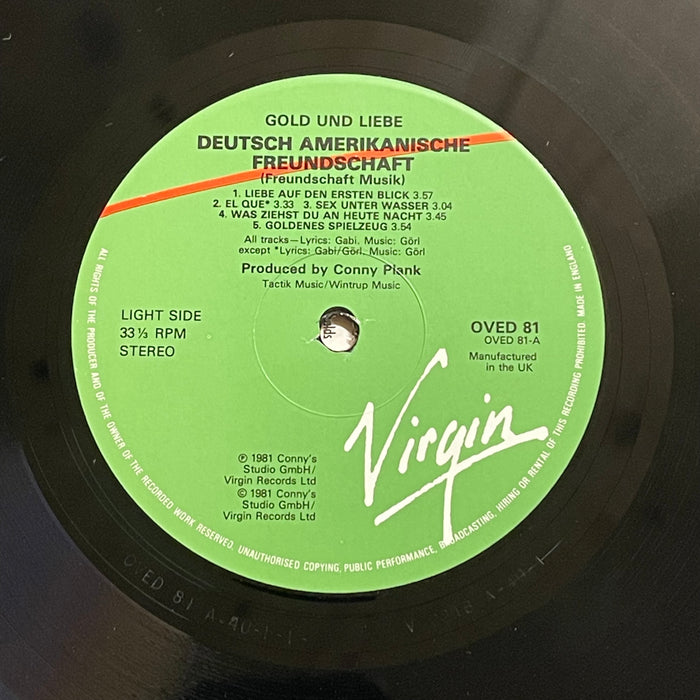 GOLD UND LIEBE
DEUTSCH AMERIKANISCHE
FREUNDSCHAFT
(Freundschaft Musik)
1. LIEBE AUF DEN ERSTEN BLICK 3.57
2. EL QUE* 3.33 3. SEX UNTER WASSER 3.04
4. WAS ZIEHST DU AN HEUTE NACHT 3.45
5. GOLDENES SPIELZEUG 3.54
All tracks—Lyrics: Gabi. Music: Görl
except *Lyrics: Gabi/Görl. Music: Görl
Produced by Conny Plank
Tactik Music/Wintrup Music
LIGHT SIDE
33⅓ RPM
STEREO
OVED 81
OVED 81-A
Manufactured
in the UK
Virgin
℗ 1981 Conny's
Studio GmbH/
Virgin Records Ltd
© 1981 Conny's
Studio GmbH/
Virgin Records Ltd
ALL RIGHTS OF THE PRODUCER AND OF THE OWNER OF THE RECORDED WORK RESERVED. UNAUTHORISED COPYING, PUBLIC PERFORMANCE, BROADCASTING, HIRING OR RENTAL OF THIS RECORDING PROHIBITED. MADE IN ENGLAND
OVED 81 A-4U-1-1-